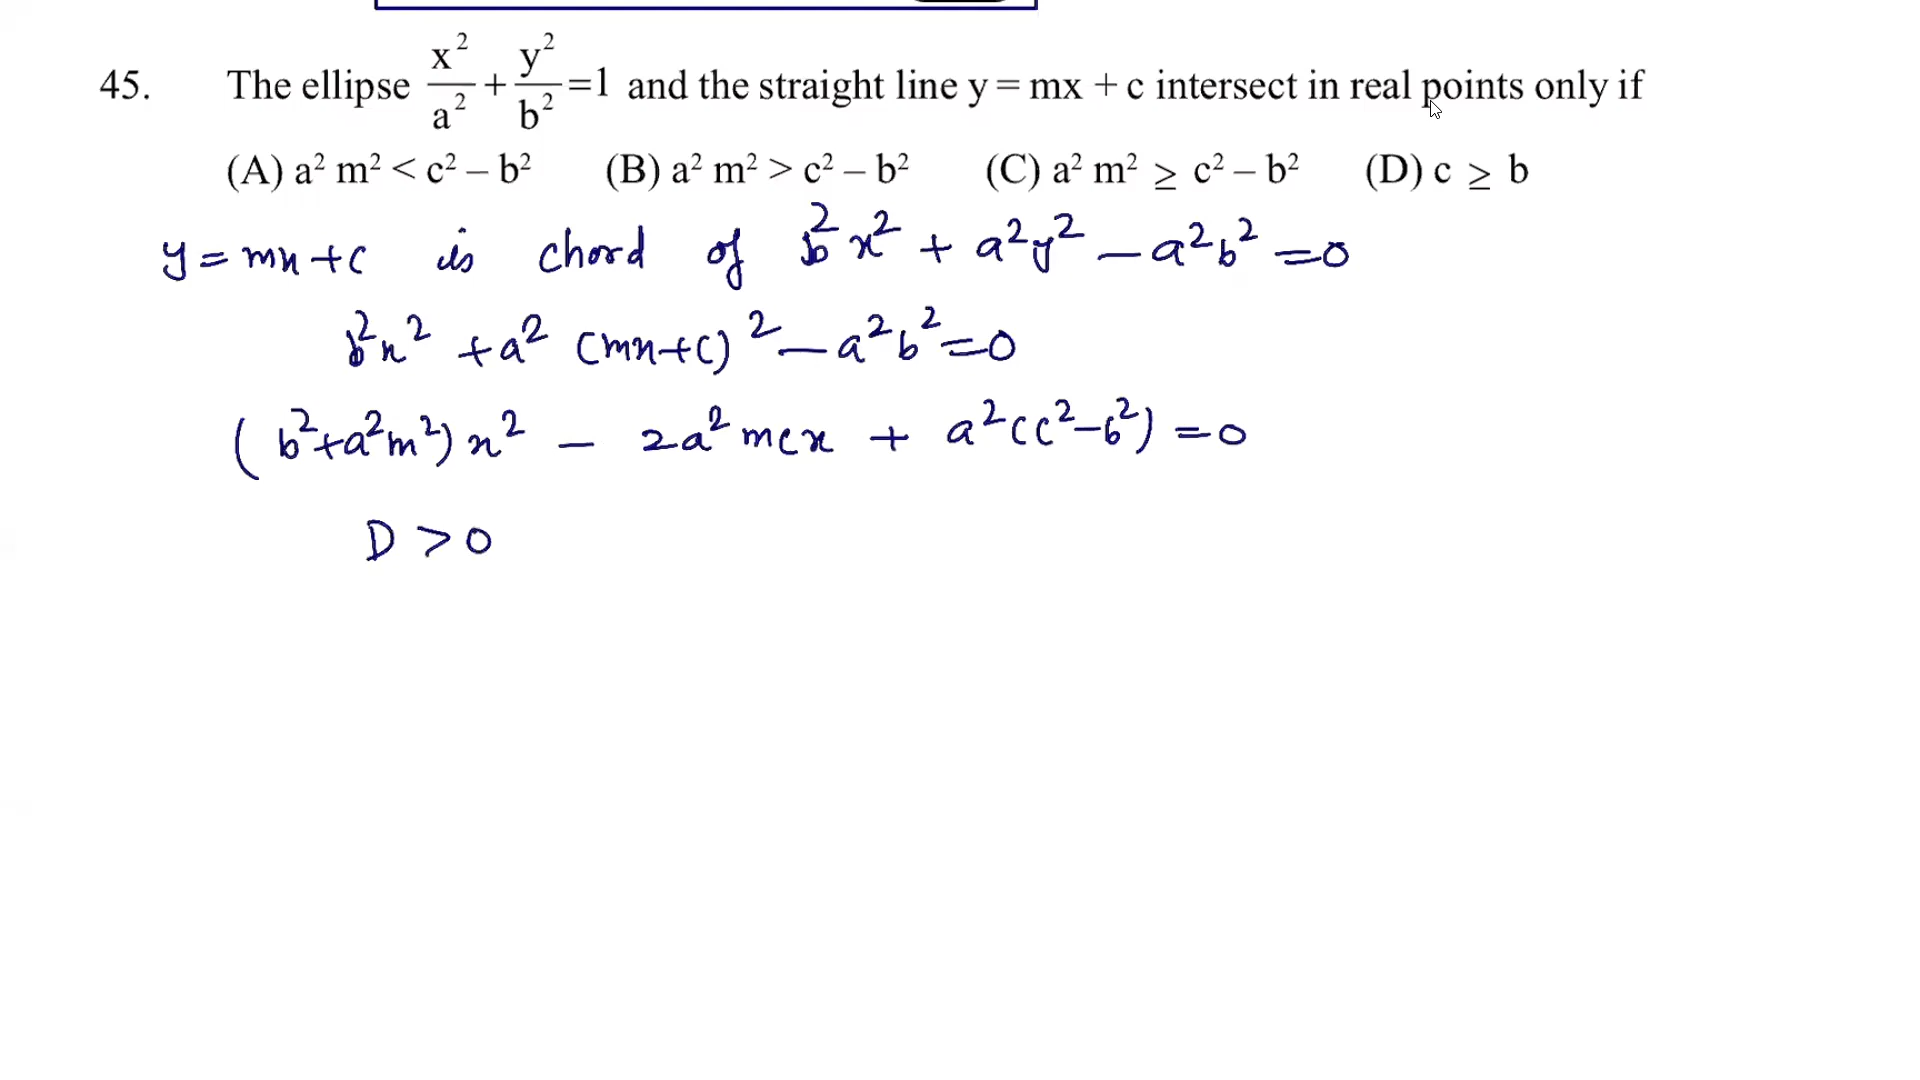 45. The ellipse x²/a² + y²/b² =1 and the straight line y = mx + c intersect in real points only if
(A) a² m² < c² – b² (B) a² m² > c² – b² (C) a² m² ≥ c² – b² (D) c ≥ b
y = mx + c is chord of b²x² + a²y² – a²b² = 0
b²x² + a² (mx+c)² – a²b² = 0
(b²+a²m²)x² – 2a²mcx + a²(c²–b²) = 0
D > 0